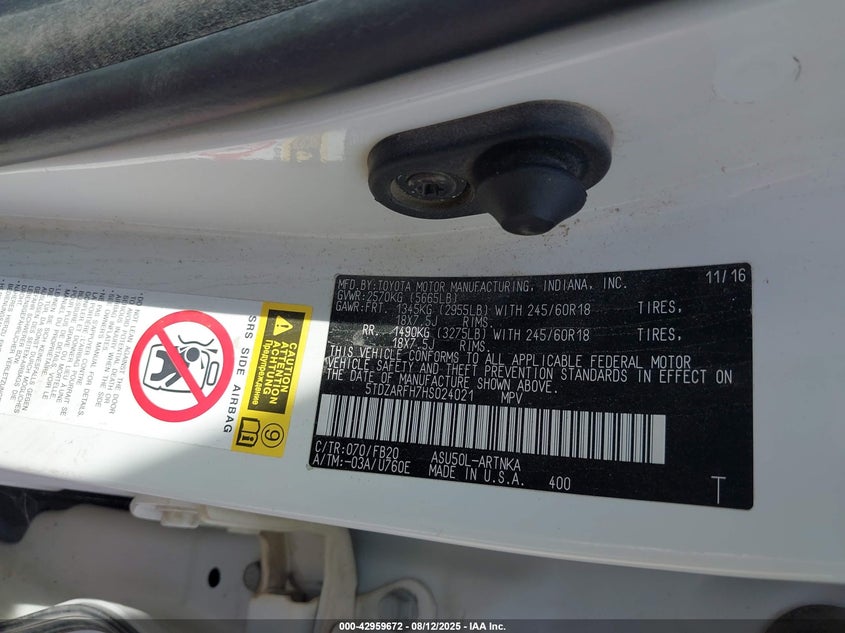 MFD.BY:TOYOTA MOTOR MANUFACTURING, INDIANA, INC. 11/16
GVWR:2570KG (5665LB)
GAWR:FRT. 1345KG (2955LB) WITH 245/60R18 TIRES,
18X7.5J RIMS.
RR. 1490KG (3275LB) WITH 245/60R18 TIRES,
18X7.5J RIMS.
THIS VEHICLE CONFORMS TO ALL APPLICABLE FEDERAL MOTOR
VEHICLE SAFETY AND THEFT PREVENTION STANDARDS IN EFFECT ON
THE DATE OF MANUFACTURE SHOWN ABOVE.
5TDZARFH7HS024021 MPV
C/TR:070/FB20 ASU50L-ARTNKA
A/TM:-03A/U760E MADE IN U.S.A. 400 T
SRS SIDE AIRBAG
CAUTION
ATTENTION
ACHTUNG
9
000-42959672 - 08/12/2025 - IAA Inc.